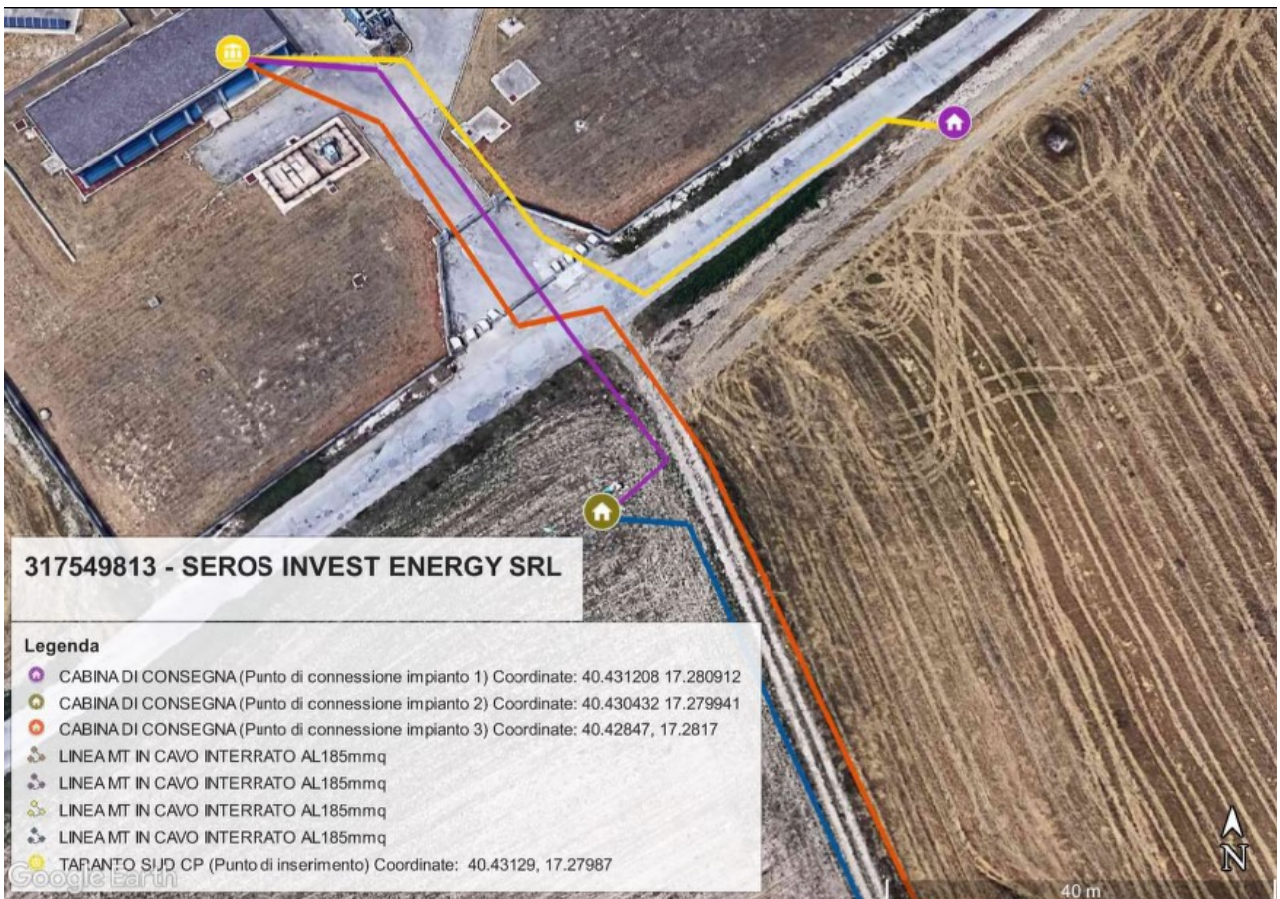 317549813 - SEROS INVEST ENERGY SRL
Legenda
CABINA DI CONSEGNA (Punto di connessione impianto 1) Coordinate: 40.431208 17.280912
CABINA DI CONSEGNA (Punto di connessione impianto 2) Coordinate: 40.430432 17.279941
CABINA DI CONSEGNA (Punto di connessione impianto 3) Coordinate: 40.42847, 17.2817
LINEA MT IN CAVO INTERRATO AL185mmq
LINEA MT IN CAVO INTERRATO AL185mmq
LINEA MT IN CAVO INTERRATO AL185mmq
LINEA MT IN CAVO INTERRATO AL185mmq
TARANTO SUD CP (Punto di inserimento) Coordinate: 40.43129, 17.27987
Google Earth
N
40 m